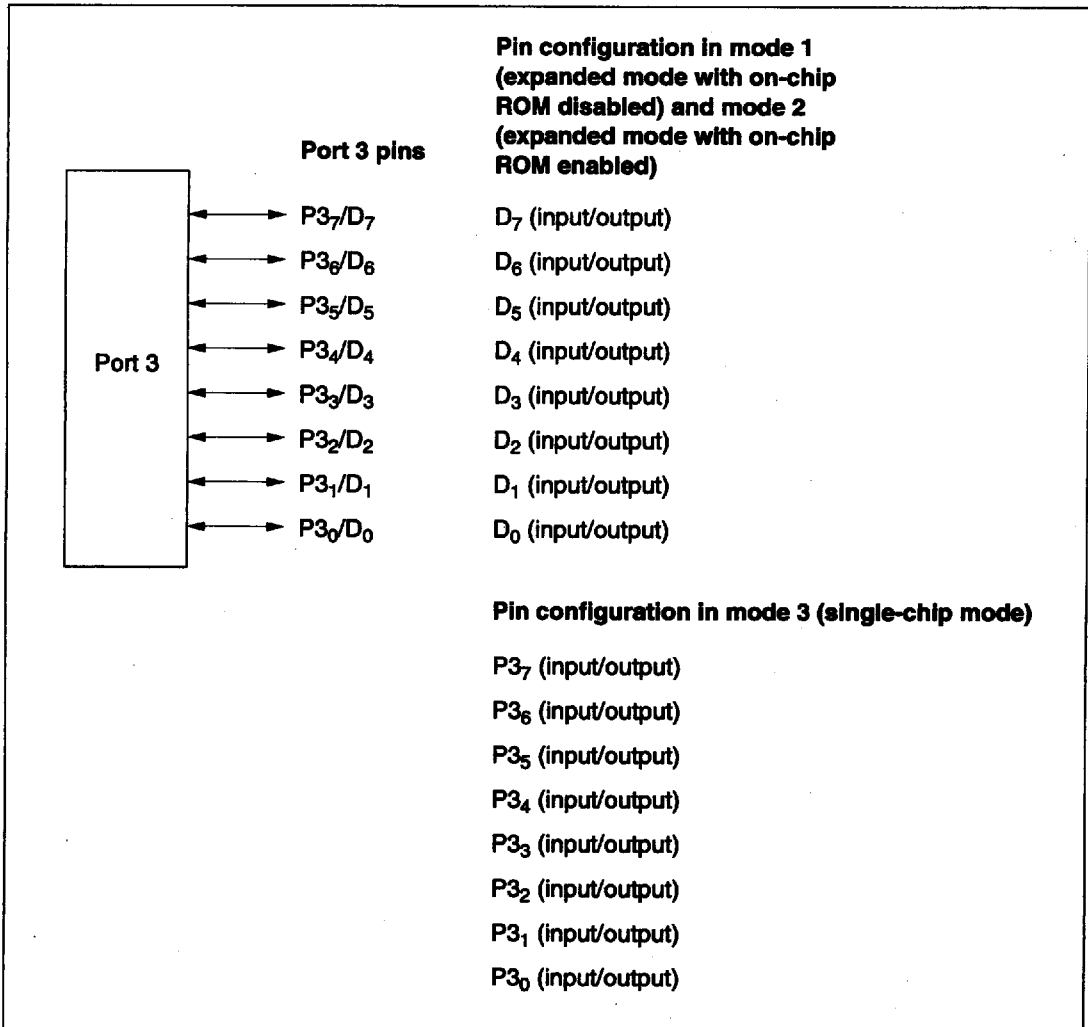 Pin configuration in mode 1
(expanded mode with on-chip
ROM disabled) and mode 2
(expanded mode with on-chip
ROM enabled)
Port 3 pins
Port 3
P3₇/D₇ D₇ (input/output)
P3₆/D₆ D₆ (input/output)
P3₅/D₅ D₅ (input/output)
P3₄/D₄ D₄ (input/output)
P3₃/D₃ D₃ (input/output)
P3₂/D₂ D₂ (input/output)
P3₁/D₁ D₁ (input/output)
P3₀/D₀ D₀ (input/output)
Pin configuration in mode 3 (single-chip mode)
P3₇ (input/output)
P3₆ (input/output)
P3₅ (input/output)
P3₄ (input/output)
P3₃ (input/output)
P3₂ (input/output)
P3₁ (input/output)
P3₀ (input/output)